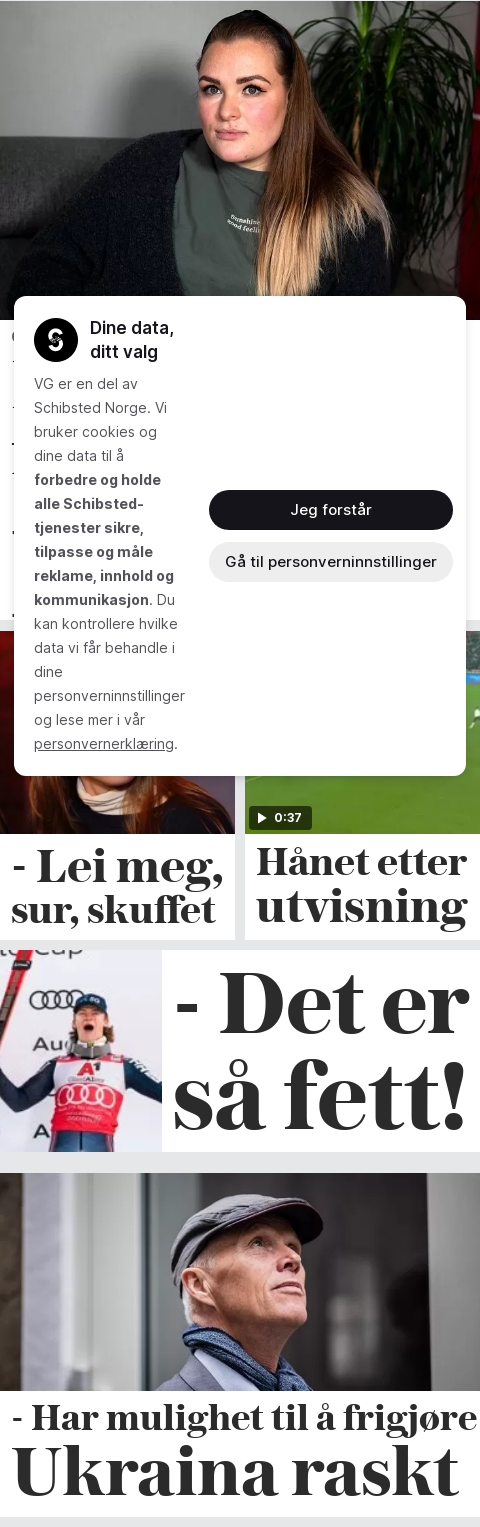 Dine data,
ditt valg
VG er en del av
Schibsted Norge. Vi
bruker cookies og
dine data til å
forbedre og holde
alle Schibsted-
tjenester sikre,
tilpasse og måle
reklame, innhold og
kommunikasjon. Du
kan kontrollere hvilke
data vi får behandle i
dine
personverninnstillinger
og lese mer i vår
personvernerklæring.
Jeg forstår
Gå til personverninnstillinger
0:37
- Lei meg,
sur, skuffet
Hånet etter
utvisning
- Det er
så fett!
- Har mulighet til å frigjøre
Ukraina raskt